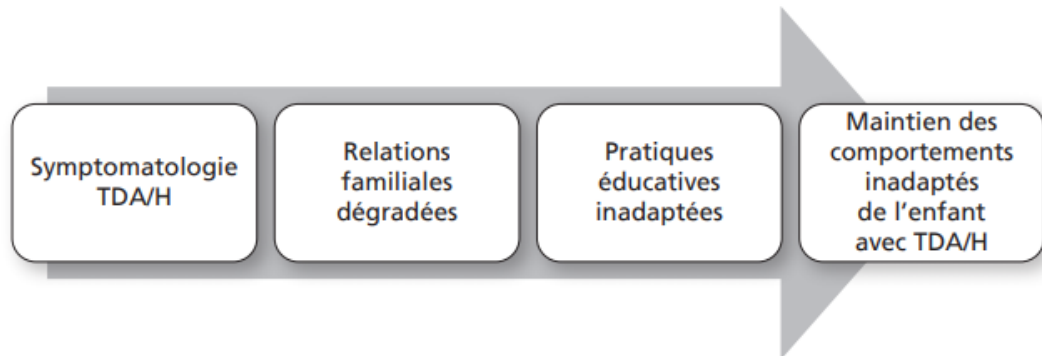 Symptomatologie
TDA/H
Relations
familiales
dégradées
Pratiques
éducatives
inadaptées
Maintien des
comportements
inadaptés
de l'enfant
avec TDA/H